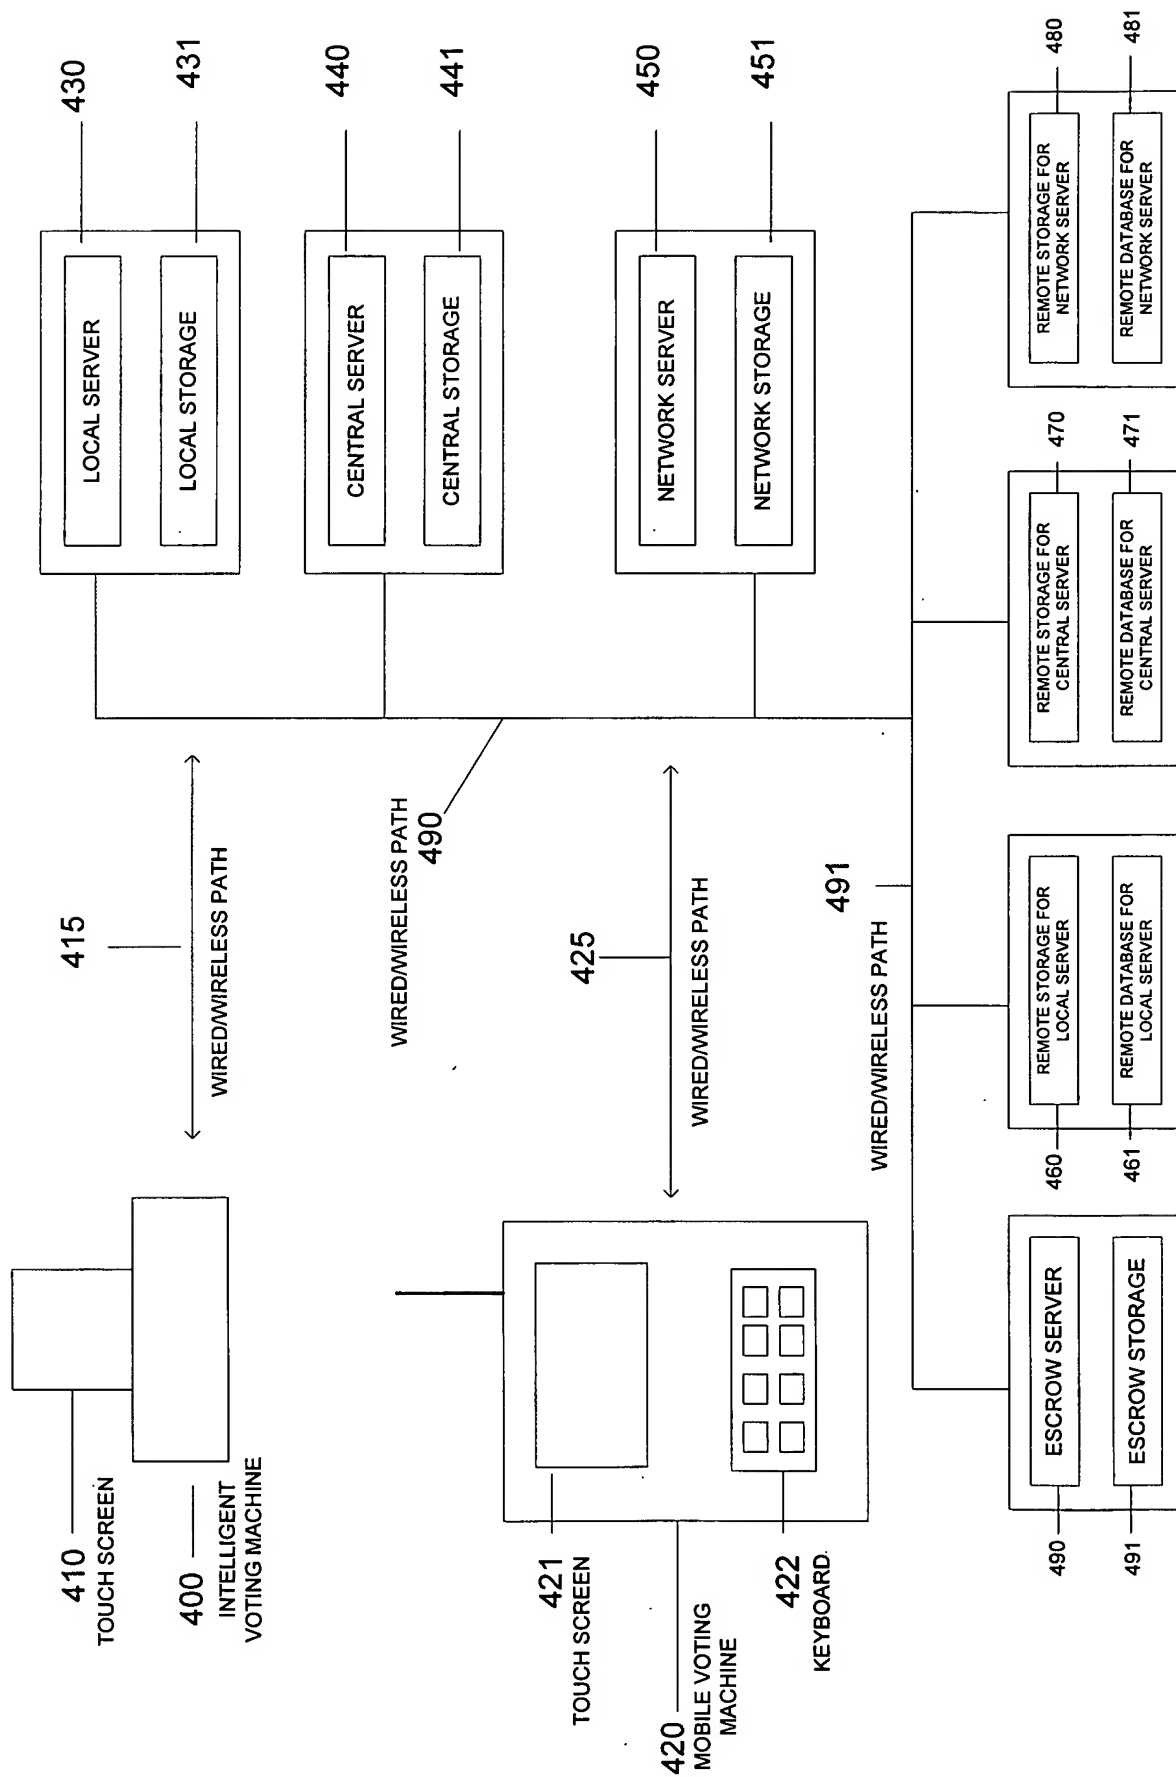 410
TOUCH SCREEN
400
INTELLIGENT
VOTING MACHINE
415
WIRED/WIRELESS PATH
LOCAL SERVER
430
LOCAL STORAGE
431
CENTRAL SERVER
440
CENTRAL STORAGE
441
WIRED/WIRELESS PATH
490
421
TOUCH SCREEN
420
MOBILE VOTING
MACHINE
422
KEYBOARD
425
WIRED/WIRELESS PATH
NETWORK SERVER
450
NETWORK STORAGE
451
491
WIRED/WIRELESS PATH
490
ESCROW SERVER
491
ESCROW STORAGE
460
REMOTE STORAGE FOR
LOCAL SERVER
461
REMOTE DATABASE FOR
LOCAL SERVER
REMOTE STORAGE FOR
CENTRAL SERVER
470
REMOTE DATABASE FOR
CENTRAL SERVER
471
REMOTE STORAGE FOR
NETWORK SERVER
480
REMOTE DATABASE FOR
NETWORK SERVER
481